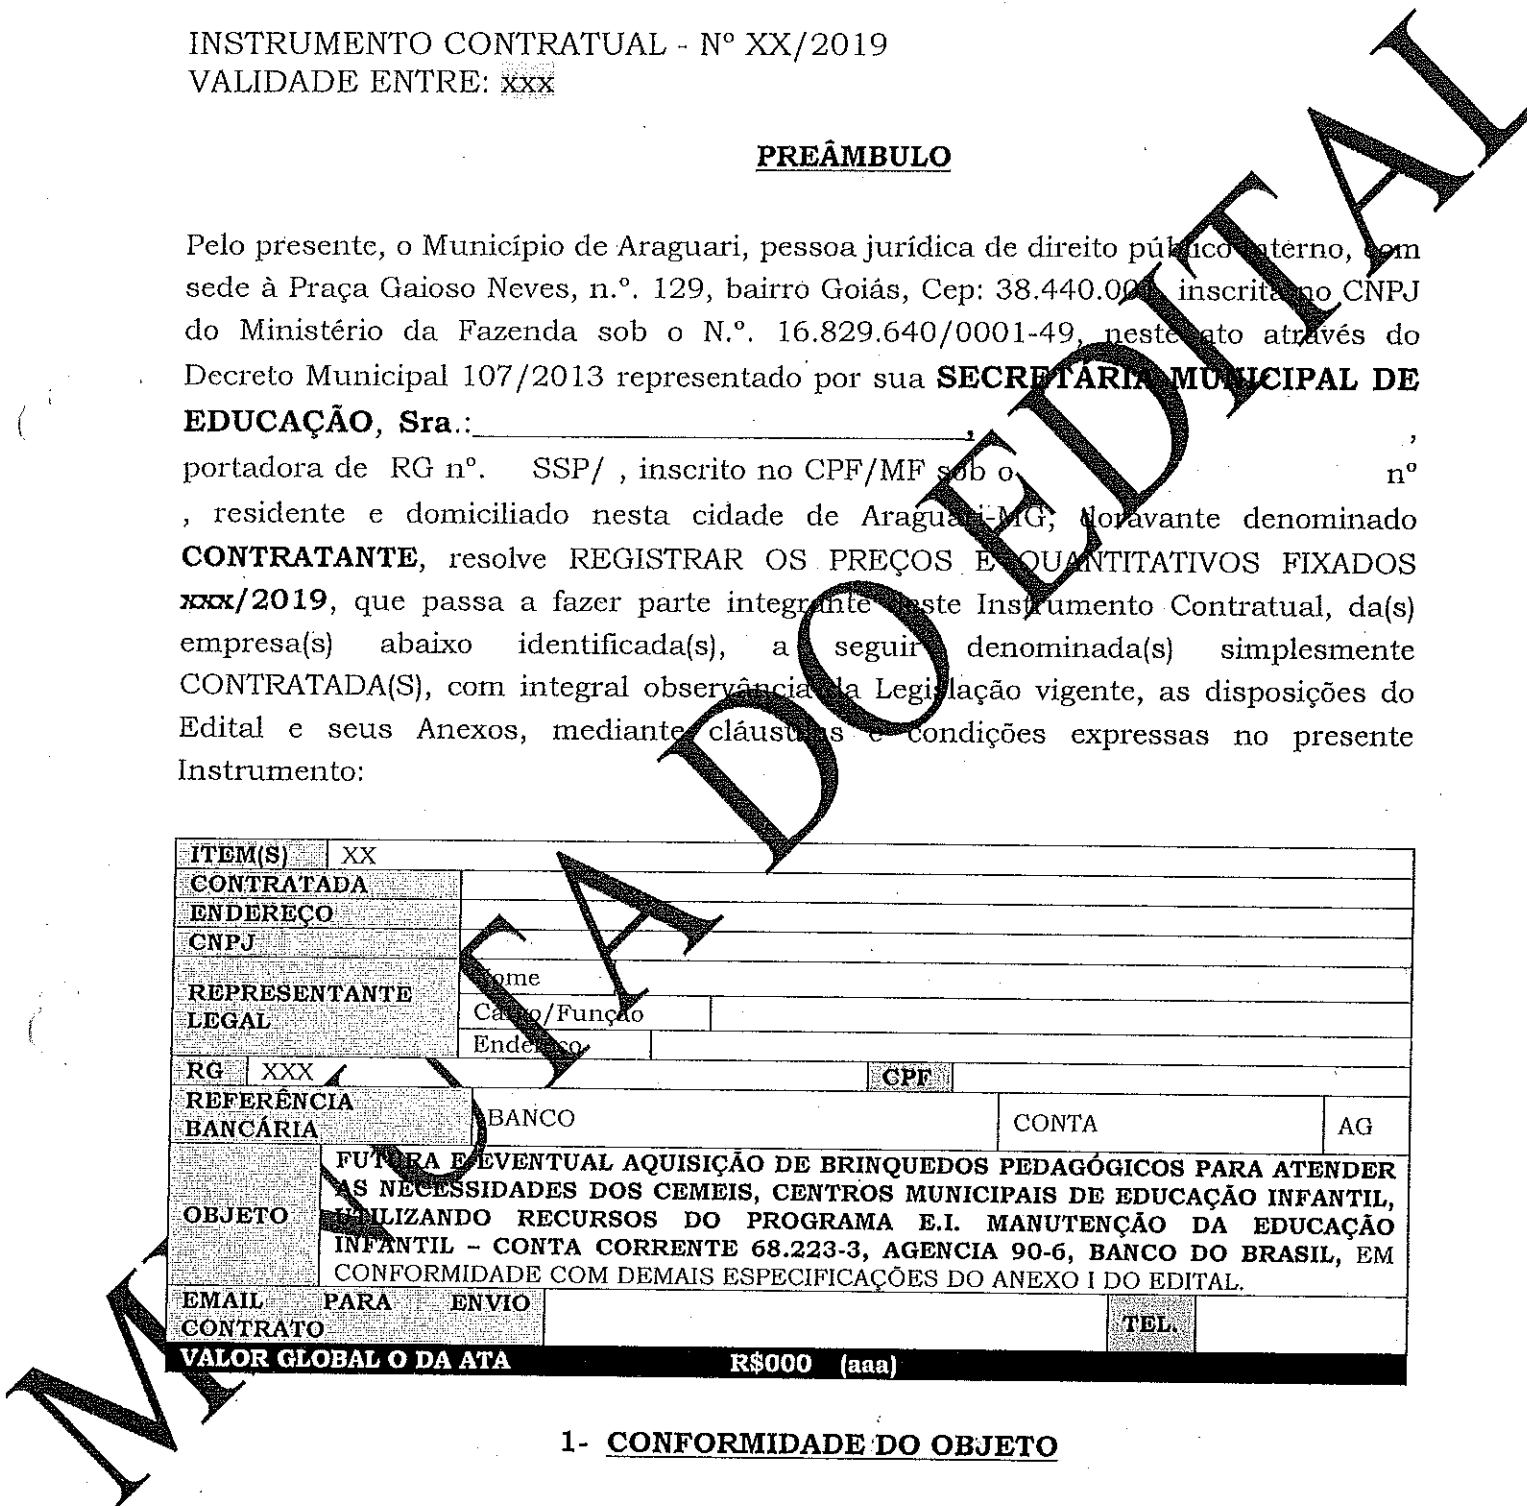 INSTRUMENTO CONTRATUAL - Nº XX/2019
VALIDADE ENTRE: xxx
PREÂMBULO
Pelo presente, o Município de Araguari, pessoa jurídica de direito público interno, com
sede à Praça Gaioso Neves, n.º. 129, bairro Goiás, Cep: 38.440.001, inscrita no CNPJ
do Ministério da Fazenda sob o N.º. 16.829.640/0001-49, neste ato através do
Decreto Municipal 107/2013 representado por sua SECRETÁRIA MUNICIPAL DE
EDUCAÇÃO, Sra.:____________________, ,
portadora de RG nº. SSP/ , inscrito no CPF/MF sob o nº
, residente e domiciliado nesta cidade de Araguari-MG; doravante denominado
CONTRATANTE, resolve REGISTRAR OS PREÇOS E QUANTITATIVOS FIXADOS
xxx/2019, que passa a fazer parte integrante deste Instrumento Contratual, da(s)
empresa(s) abaixo identificada(s), a seguir denominada(s) simplesmente
CONTRATADA(S), com integral observância da Legislação vigente, as disposições do
Edital e seus Anexos, mediante cláusulas e condições expressas no presente
Instrumento:
ITEM(S) XX
CONTRATADA
ENDEREÇO
CNPJ
REPRESENTANTE LEGAL
Nome
Cargo/Função
Endereço
RG XXX CPF
REFERÊNCIA BANCÁRIA BANCO CONTA AG
OBJETO
FUTURA E EVENTUAL AQUISIÇÃO DE BRINQUEDOS PEDAGÓGICOS PARA ATENDER
AS NECESSIDADES DOS CEMEIS, CENTROS MUNICIPAIS DE EDUCAÇÃO INFANTIL,
UTILIZANDO RECURSOS DO PROGRAMA E.I. MANUTENÇÃO DA EDUCAÇÃO
INFANTIL – CONTA CORRENTE 68.223-3, AGENCIA 90-6, BANCO DO BRASIL, EM
CONFORMIDADE COM DEMAIS ESPECIFICAÇÕES DO ANEXO I DO EDITAL.
EMAIL PARA ENVIO
CONTRATO TEL.
VALOR GLOBAL O DA ATA R$000 (aaa)
1- CONFORMIDADE DO OBJETO
MINUTA DO EDITAL